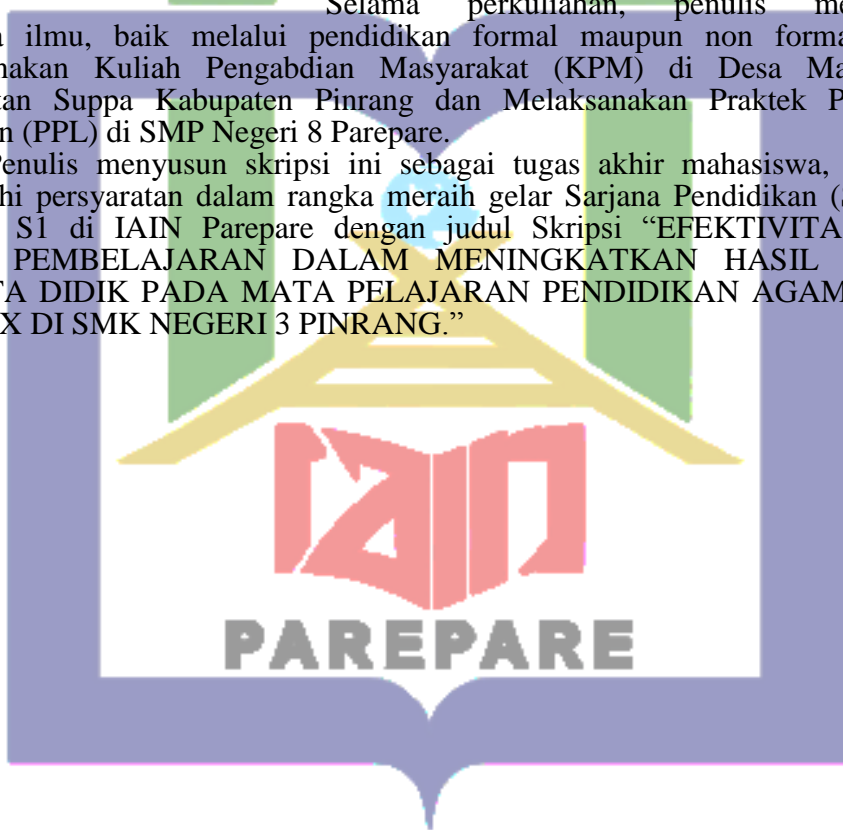 Selama perkuliahan, penulis me
a ilmu, baik melalui pendidikan formal maupun non forma
nakan Kuliah Pengabdian Masyarakat (KPM) di Desa Ma
tan Suppa Kabupaten Pinrang dan Melaksanakan Praktek P
n (PPL) di SMP Negeri 8 Parepare.
Penulis menyusun skripsi ini sebagai tugas akhir mahasiswa,
hi persyaratan dalam rangka meraih gelar Sarjana Pendidikan (
S1 di IAIN Parepare dengan judul Skripsi “EFEKTIVITA
PEMBELAJARAN DALAM MENINGKATKAN HASIL
TA DIDIK PADA MATA PELAJARAN PENDIDIKAN AGAM
X DI SMK NEGERI 3 PINRANG.”
iain
PAREPARE